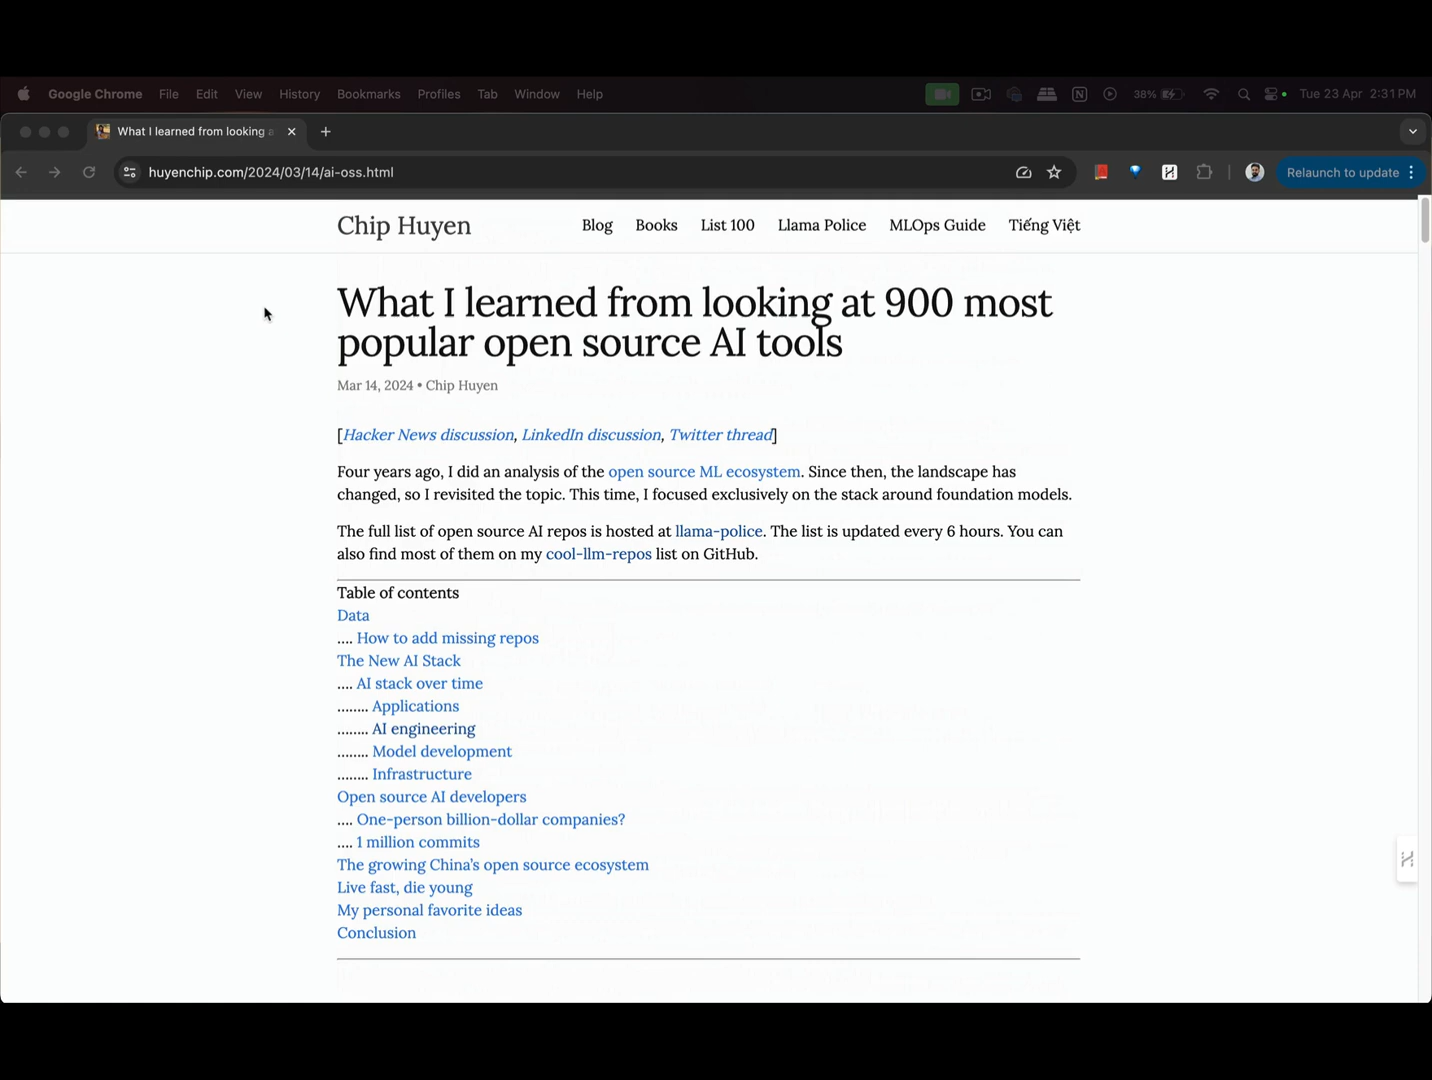 Google Chrome File Edit View History Bookmarks Profiles Tab Window Help 38% Tue 23 Apr 2:31 PM
What I learned from looking a
huyenchip.com/2024/03/14/ai-oss.html Relaunch to update
Chip Huyen Blog Books List 100 Llama Police MLOps Guide Tiếng Việt
What I learned from looking at 900 most
popular open source AI tools
Mar 14, 2024 • Chip Huyen
[Hacker News discussion, LinkedIn discussion, Twitter thread]
Four years ago, I did an analysis of the open source ML ecosystem. Since then, the landscape has
changed, so I revisited the topic. This time, I focused exclusively on the stack around foundation models.
The full list of open source AI repos is hosted at llama-police. The list is updated every 6 hours. You can
also find most of them on my cool-llm-repos list on GitHub.
Table of contents
Data
.... How to add missing repos
The New AI Stack
.... AI stack over time
........ Applications
........ AI engineering
........ Model development
........ Infrastructure
Open source AI developers
.... One-person billion-dollar companies?
.... 1 million commits
The growing China’s open source ecosystem
Live fast, die young
My personal favorite ideas
Conclusion